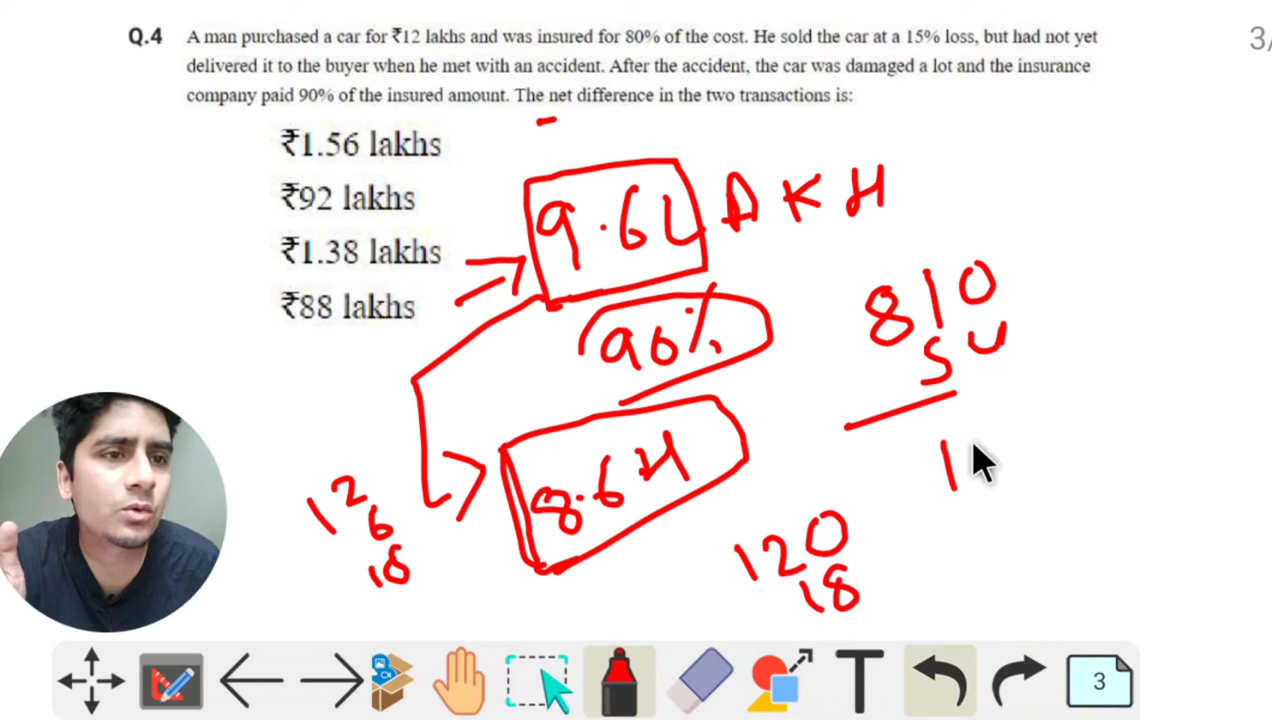 3/
Q.4 A man purchased a car for ₹12 lakhs and was insured for 80% of the cost. He sold the car at a 15% loss, but had not yet
delivered it to the buyer when he met with an accident. After the accident, the car was damaged a lot and the insurance
company paid 90% of the insured amount. The net difference in the two transactions is:
₹1.56 lakhs
₹92 lakhs
₹1.38 lakhs
₹88 lakhs
9.6L
90%
8.6
810
12
6
18
120
18
T
3